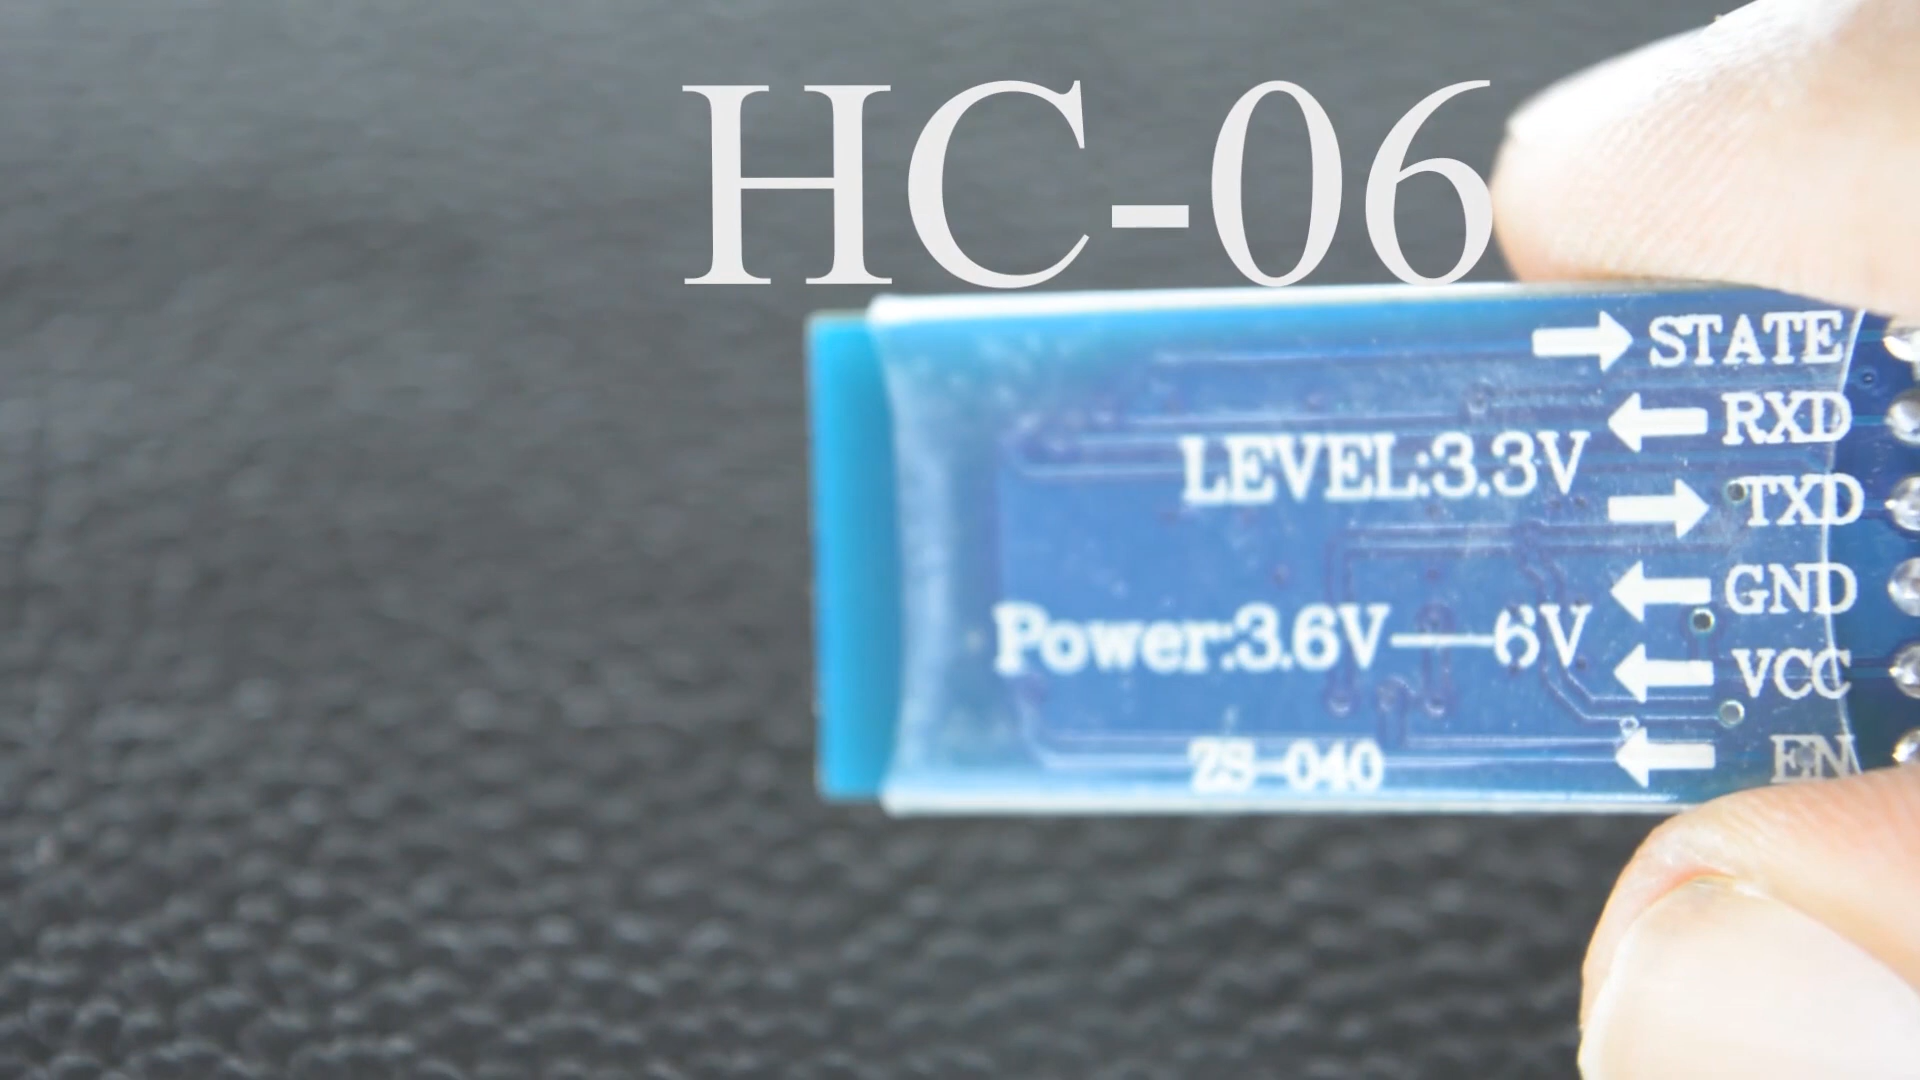 HC-06
STATE
RXD
LEVEL:3.3V
TXD
GND
Power:3.6V—6V
VCC
ZS-040
EN